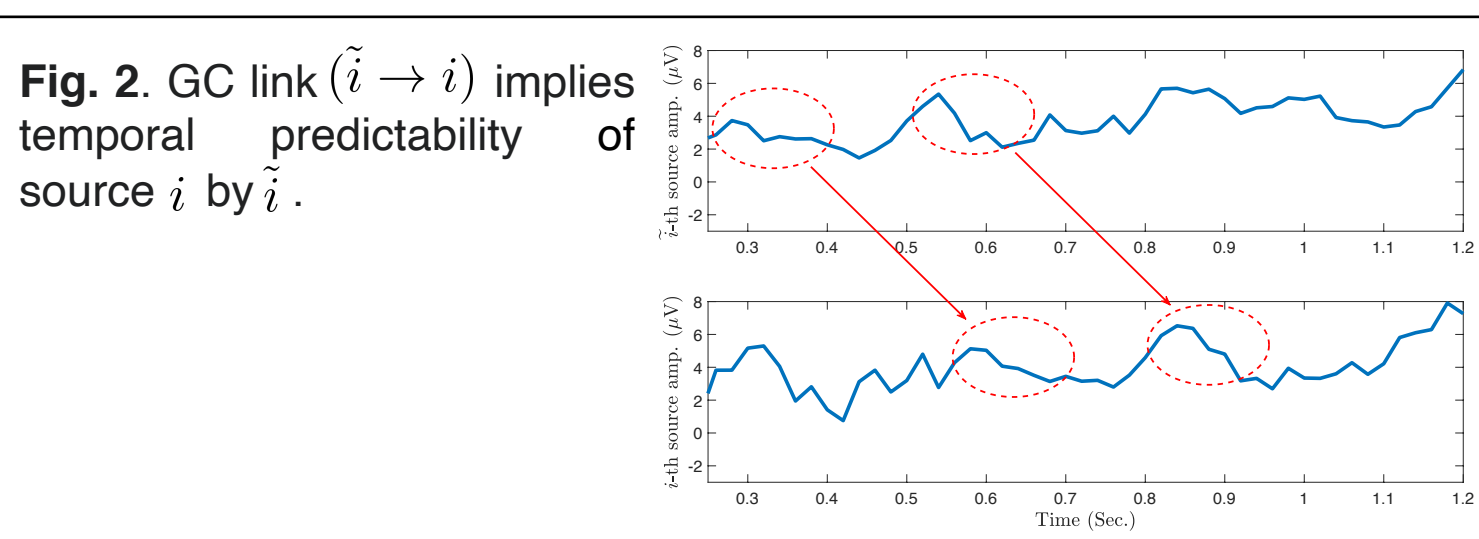 Fig. 2. GC link (ĩ → i) implies
temporal predictability of
source i by ĩ .
ĩ-th source amp. (μV)
8
6
4
2
0
-2
0.3 0.4 0.5 0.6 0.7 0.8 0.9 1 1.1 1.2
i-th source amp. (μV)
8
6
4
2
0
-2
0.3 0.4 0.5 0.6 0.7 0.8 0.9 1 1.1 1.2
Time (Sec.)